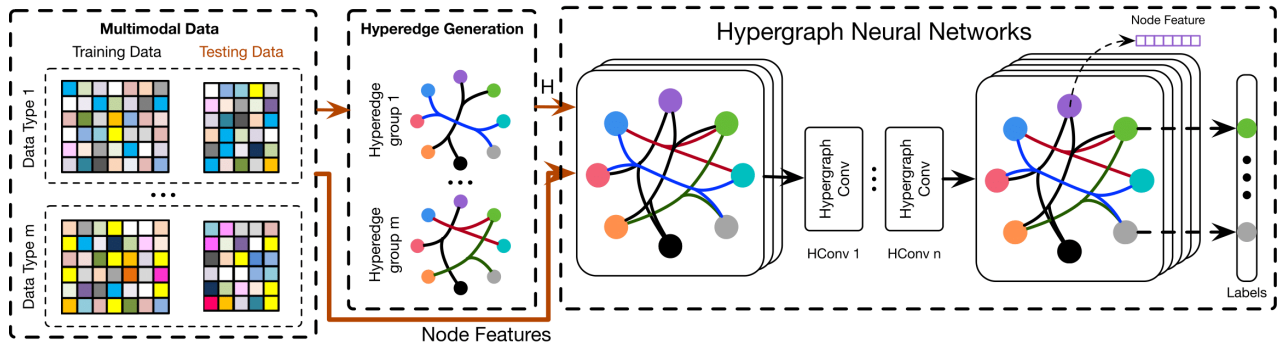 Multimodal Data
Training Data
Testing Data
Data Type 1
...
Data Type m
Hyperedge Generation
Hyperedge
group 1
...
Hyperedge
group m
Node Features
H
Hypergraph Neural Networks
Hypergraph
Conv
HConv 1
Hypergraph
Conv
HConv n
Node Feature
Labels